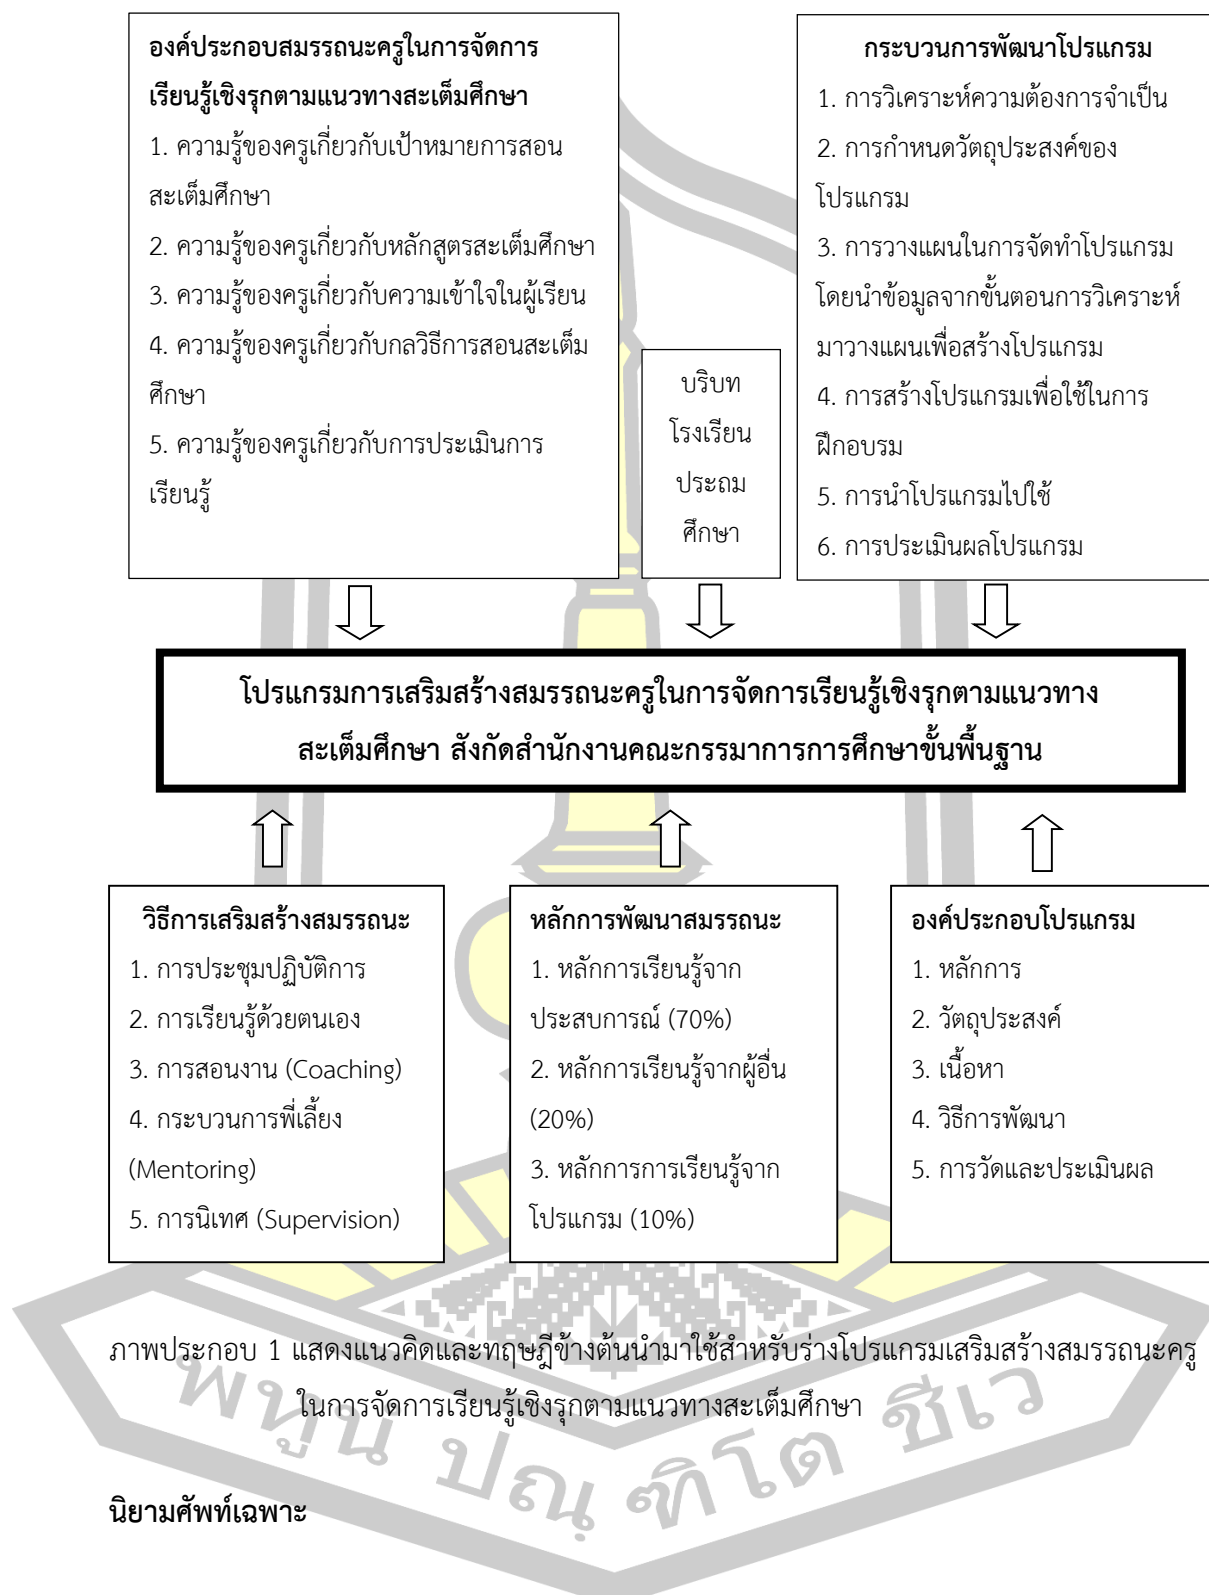 องค์ประกอบสมรรถนะครูในการจัดการ
เรียนรู้เชิงรุกตามแนวทางสะเต็มศึกษา
1. ความรู้ของครูเกี่ยวกับเป้าหมายการสอน
สะเต็มศึกษา
2. ความรู้ของครูเกี่ยวกับหลักสูตรสะเต็มศึกษา
3. ความรู้ของครูเกี่ยวกับความเข้าใจในผู้เรียน
4. ความรู้ของครูเกี่ยวกับกลวิธีการสอนสะเต็ม
ศึกษา
5. ความรู้ของครูเกี่ยวกับการประเมินการ
เรียนรู้
บริบท
โรงเรียน
ประถม
ศึกษา
กระบวนการพัฒนาโปรแกรม
1. การวิเคราะห์ความต้องการจำเป็น
2. การกำหนดวัตถุประสงค์ของ
โปรแกรม
3. การวางแผนในการจัดทำโปรแกรม
โดยนำข้อมูลจากขั้นตอนการวิเคราะห์
มาวางแผนเพื่อสร้างโปรแกรม
4. การสร้างโปรแกรมเพื่อใช้ในการ
ฝึกอบรม
5. การนำโปรแกรมไปใช้
6. การประเมินผลโปรแกรม
โปรแกรมการเสริมสร้างสมรรถนะครูในการจัดการเรียนรู้เชิงรุกตามแนวทาง
สะเต็มศึกษา สังกัดสำนักงานคณะกรรมาการการศึกษาขั้นพื้นฐาน
วิธีการเสริมสร้างสมรรถนะ
1. การประชุมปฏิบัติการ
2. การเรียนรู้ด้วยตนเอง
3. การสอนงาน (Coaching)
4. กระบวนการพี่เลี้ยง
(Mentoring)
5. การนิเทศ (Supervision)
หลักการพัฒนาสมรรถนะ
1. หลักการเรียนรู้จาก
ประสบการณ์ (70%)
2. หลักการเรียนรู้จากผู้อื่น
(20%)
3. หลักการการเรียนรู้จาก
โปรแกรม (10%)
องค์ประกอบโปรแกรม
1. หลักการ
2. วัตถุประสงค์
3. เนื้อหา
4. วิธีการพัฒนา
5. การวัดและประเมินผล
ภาพประกอบ 1 แสดงแนวคิดและทฤษฎีข้างต้นนำมาใช้สำหรับร่างโปรแกรมเสริมสร้างสมรรถนะครู
ในการจัดการเรียนรู้เชิงรุกตามแนวทางสะเต็มศึกษา
พหูน ปณฺ ฑิโต ชีเว
นิยามศัพท์เฉพาะ